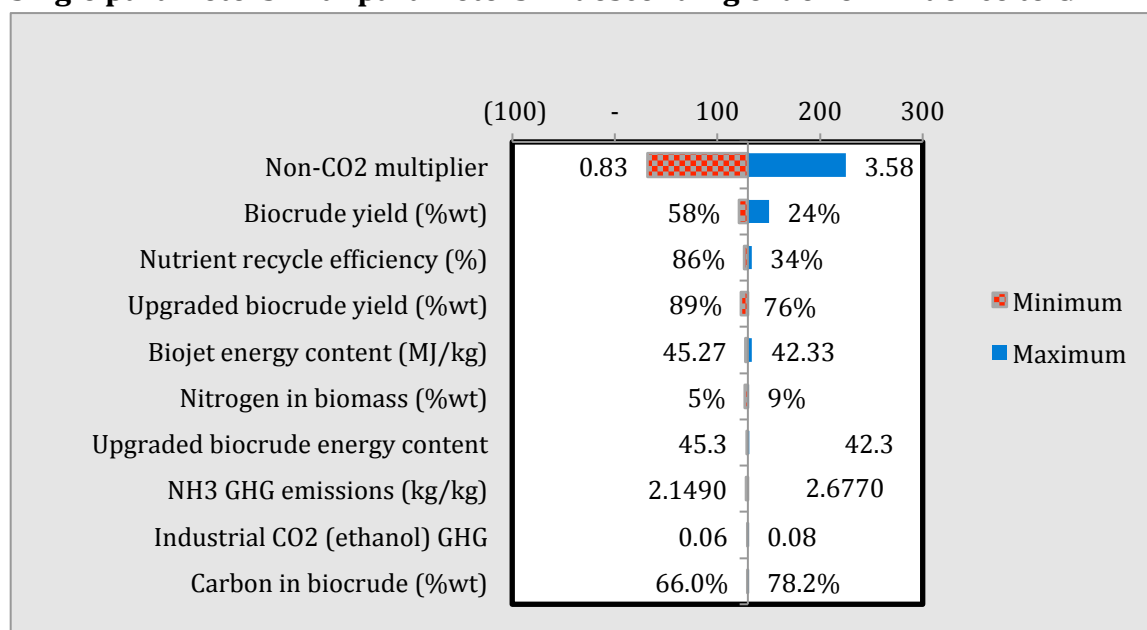 (100) - 100 200 300
Non-CO2 multiplier 0.83 3.58
Biocrude yield (%wt) 58% 24%
Nutrient recycle efficiency (%) 86% 34%
Upgraded biocrude yield (%wt) 89% 76%
Biojet energy content (MJ/kg) 45.27 42.33
Nitrogen in biomass (%wt) 5% 9%
Upgraded biocrude energy content 45.3 42.3
NH3 GHG emissions (kg/kg) 2.1490 2.6770
Industrial CO2 (ethanol) GHG 0.06 0.08
Carbon in biocrude (%wt) 66.0% 78.2%
Minimum
Maximum